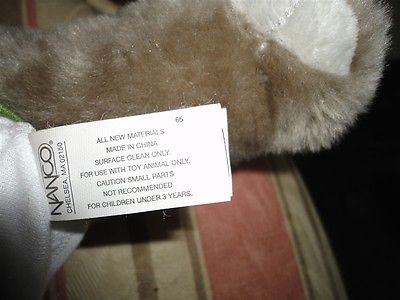 65
ALL NEW MATERIALS
MADE IN CHINA
SURFACE CLEAN ONLY.
FOR USE WITH TOY ANIMAL ONLY.
CAUTION SMALL PARTS
NOT RECOMMENDED
FOR CHILDREN UNDER 3 YEARS.
NANCO
CHELSEA, MA 02150